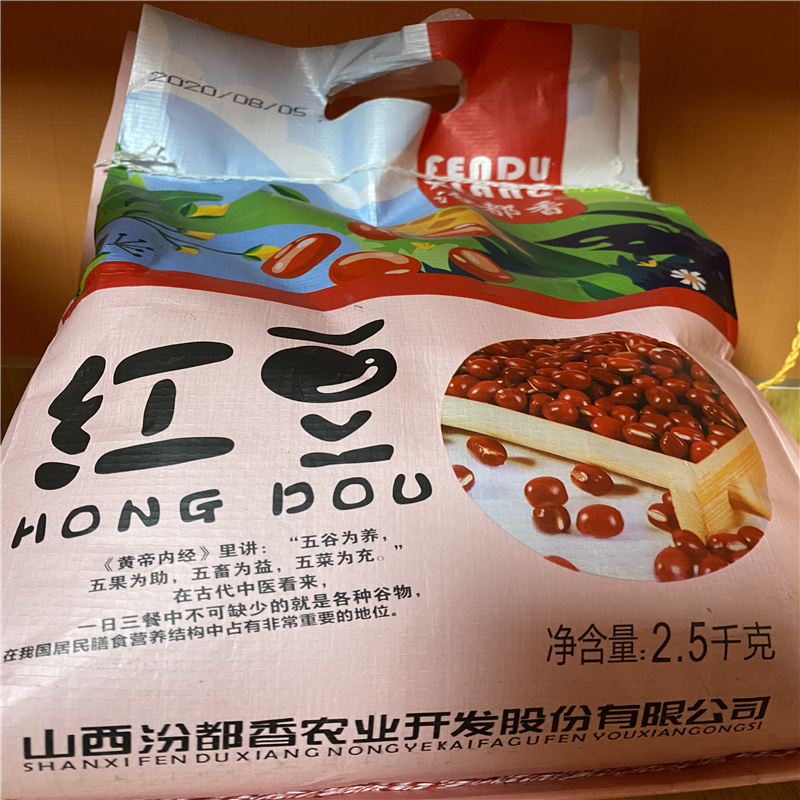 2020/08/05
FENDU
XIANG
汾都香
红豆
HONG DOU
《黄帝内经》里讲：“五谷为养，
五果为助，五畜为益，五菜为充。”
在古代中医看来，
一日三餐中不可缺少的就是各种谷物，
在我国居民膳食营养结构中占有非常重要的地位。
净含量:2.5千克
山西汾都香农业开发股份有限公司
SHANXIFENDUXIANGNONGYEKAIFAGUFENYOUXIANGONGSI